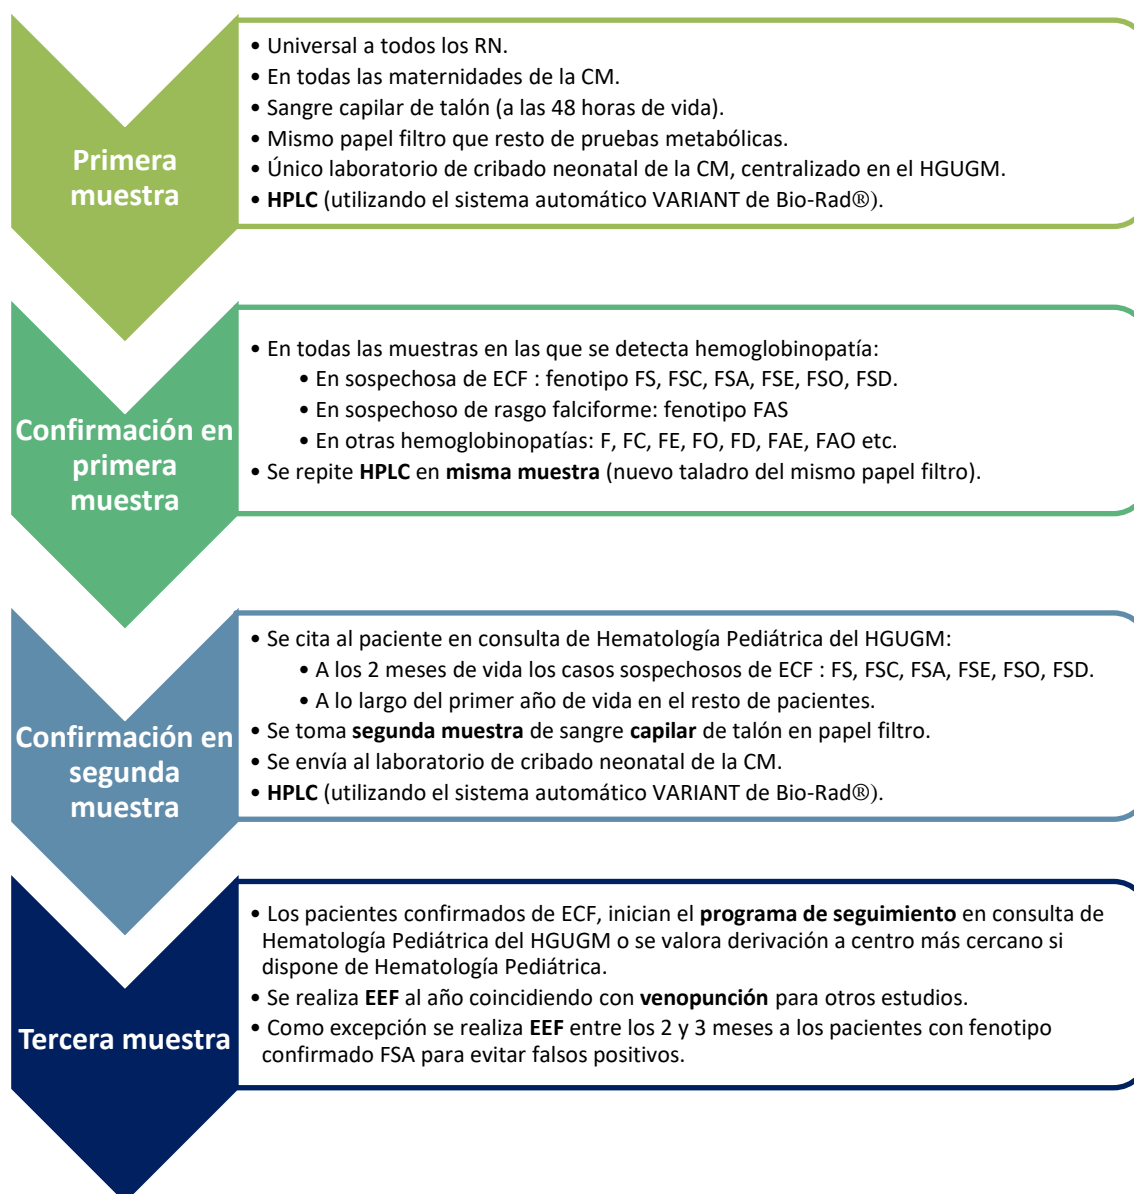 Primera
muestra
• Universal a todos los RN.
• En todas las maternidades de la CM.
• Sangre capilar de talón (a las 48 horas de vida).
• Mismo papel filtro que resto de pruebas metabólicas.
• Único laboratorio de cribado neonatal de la CM, centralizado en el HGUGM.
• HPLC (utilizando el sistema automático VARIANT de Bio-Rad®).
Confirmación en
primera
muestra
• En todas las muestras en las que se detecta hemoglobinopatía:
• En sospechosa de ECF : fenotipo FS, FSC, FSA, FSE, FSO, FSD.
• En sospechoso de rasgo falciforme: fenotipo FAS
• En otras hemoglobinopatías: F, FC, FE, FO, FD, FAE, FAO etc.
• Se repite HPLC en misma muestra (nuevo taladro del mismo papel filtro).
Confirmación en
segunda
muestra
• Se cita al paciente en consulta de Hematología Pediátrica del HGUGM:
• A los 2 meses de vida los casos sospechosos de ECF : FS, FSC, FSA, FSE, FSO, FSD.
• A lo largo del primer año de vida en el resto de pacientes.
• Se toma segunda muestra de sangre capilar de talón en papel filtro.
• Se envía al laboratorio de cribado neonatal de la CM.
• HPLC (utilizando el sistema automático VARIANT de Bio-Rad®).
Tercera muestra
• Los pacientes confirmados de ECF, inician el programa de seguimiento en consulta de
Hematología Pediátrica del HGUGM o se valora derivación a centro más cercano si
dispone de Hematología Pediátrica.
• Se realiza EEF al año coincidiendo con venopunción para otros estudios.
• Como excepción se realiza EEF entre los 2 y 3 meses a los pacientes con fenotipo
confirmado FSA para evitar falsos positivos.